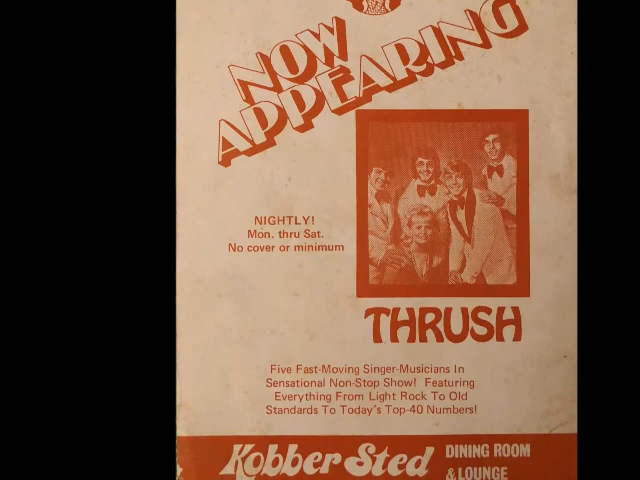 NOW
APPEARING
NIGHTLY!
Mon. thru Sat.
No cover or minimum
THRUSH
Five Fast-Moving Singer-Musicians In
Sensational Non-Stop Show! Featuring
Everything From Light Rock To Old
Standards To Today's Top-40 Numbers!
Kobber Sted DINING ROOM
& LOUNGE